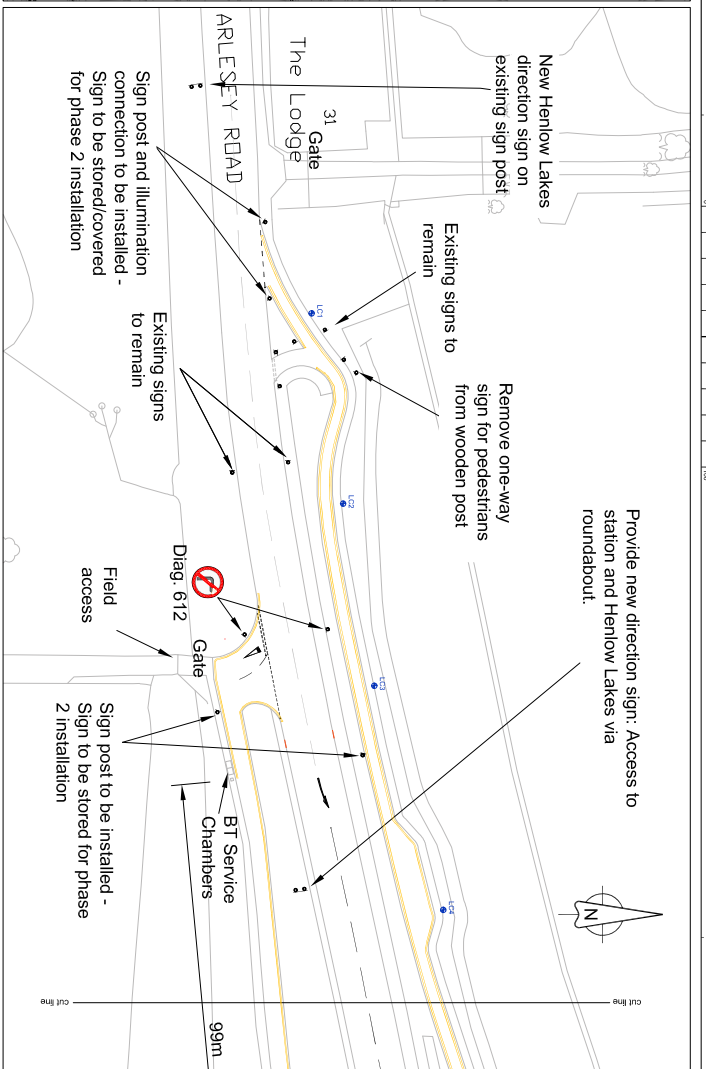 New Henlow Lakes
direction sign on
existing sign post
31
Gate
The Lodge
ARLESEY ROAD
Sign post and illumination
connection to be installed -
Sign to be stored/covered
for phase 2 installation
Existing signs to
remain
LC1
Remove one-way
sign for pedestrians
from wooden post
Existing signs
to remain
LC2
Provide new direction sign: Access to
station and Henlow Lakes via
roundabout.
Diag. 612
Field
access
Gate
LC3
Sign post to be installed -
Sign to be stored for phase
2 installation
BT Service
Chambers
LC4
N
cut line
cut line
99m